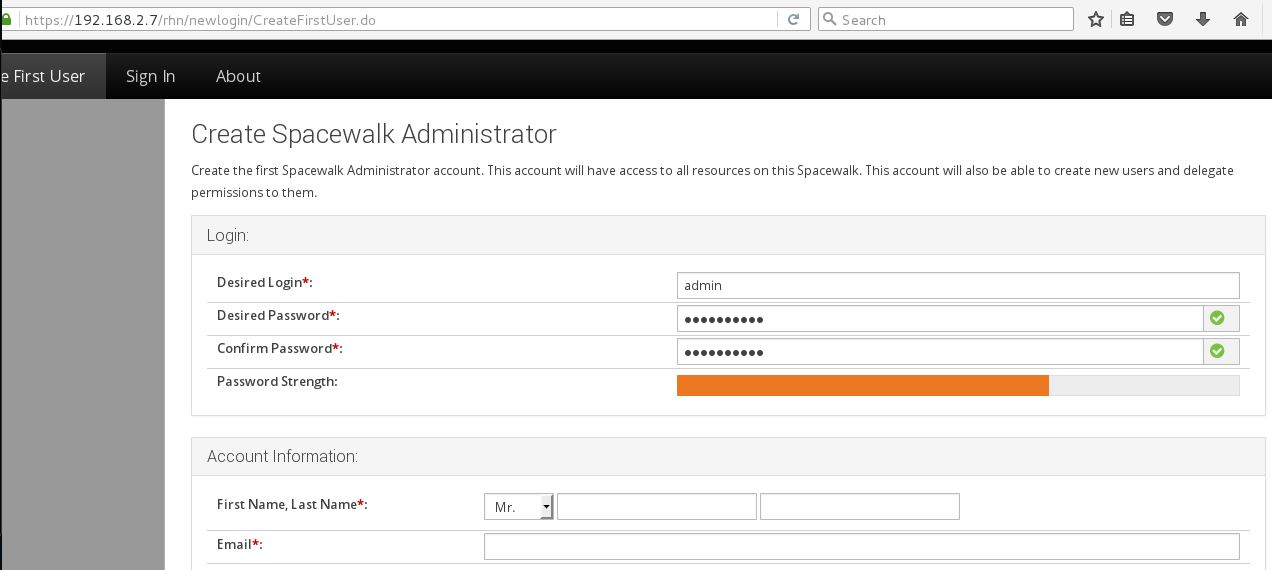 https://192.168.2.7/rhn/newlogin/CreateFirstUser.do
Search
e First User
Sign In
About
Create Spacewalk Administrator
Create the first Spacewalk Administrator account. This account will have access to all resources on this Spacewalk. This account will also be able to create new users and delegate
permissions to them.
Login:
Desired Login*:
admin
Desired Password*:
●●●●●●●●●●
Confirm Password*:
●●●●●●●●●●
Password Strength:
Account Information:
First Name, Last Name*:
Mr.
Email*: